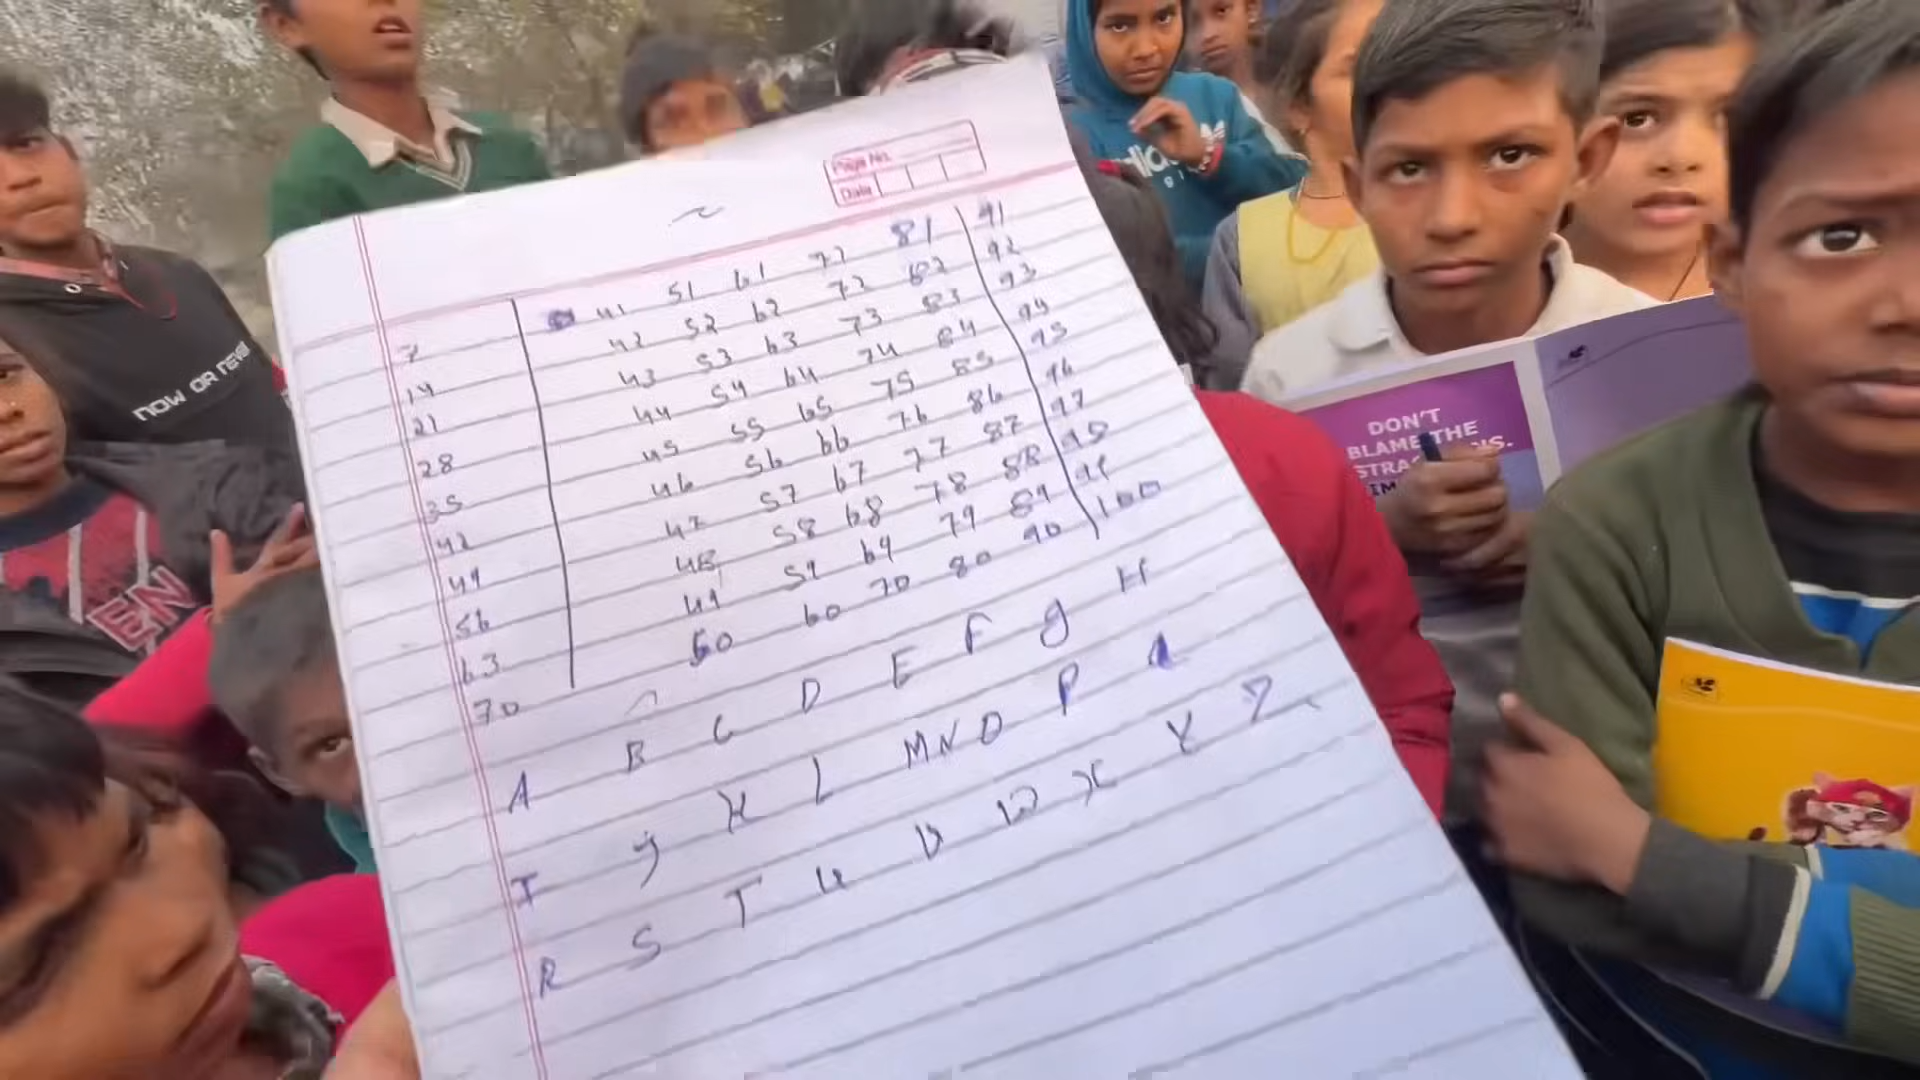 Page No.
Date
7
14
21
28
35
42
49
56
63
70
41 51 61 71 81 91
42 52 62 72 82 92
43 53 63 73 83 93
44 54 64 74 84 94
45 55 65 75 85 95
46 56 66 76 86 96
47 57 67 77 87 97
48 58 68 78 88 98
49 59 69 79 89 99
50 60 70 80 90 100
A B C D E F g H
I J K L M N O P
R S T U V W X Y Z
NOW OR NEVER
EN
adidas
DON'T
BLAME THE